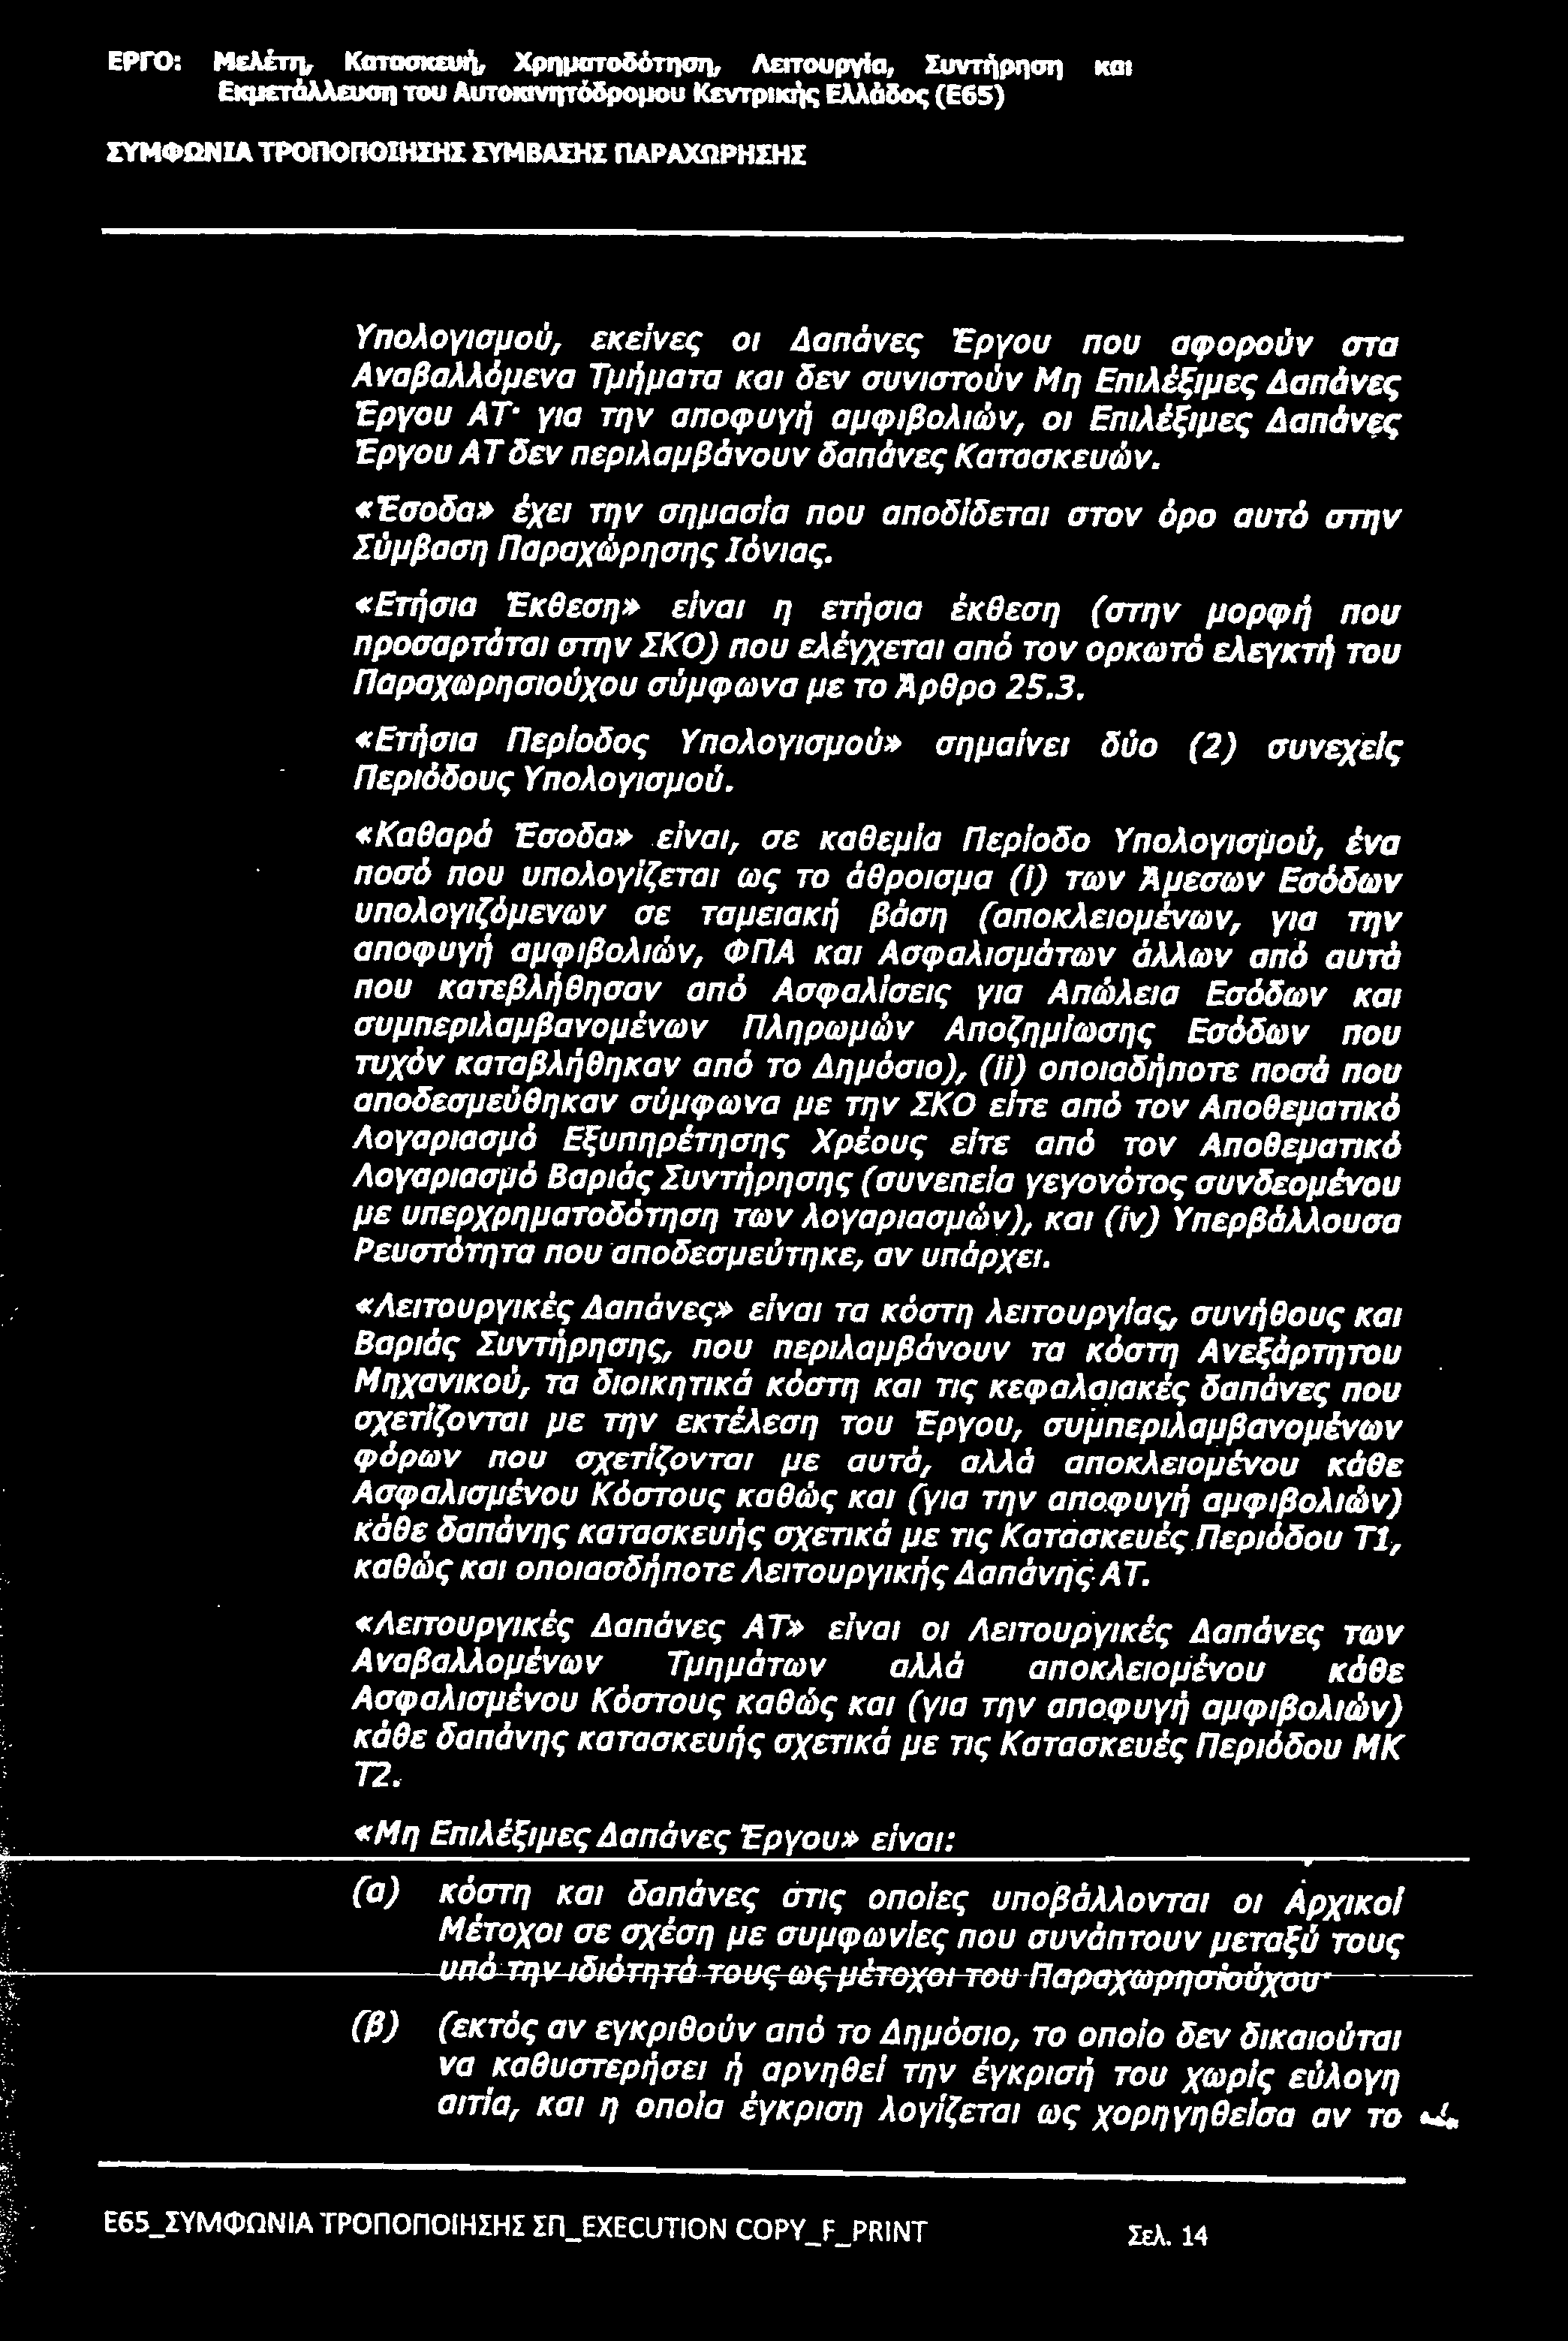 ΕΡΓΟ: Μελέτη, Κατασκευή, Χρηματοδότηση, Λειτουργία, Συντήρηση και
Εκμετάλλευση του Αυτοκινητόδρομου Κεντρικής Ελλάδος (Ε65)
ΣΥΜΦΩΝΙΑ ΤΡΟΠΟΠΟΙΗΣΗΣ ΣΥΜΒΑΣΗΣ ΠΑΡΑΧΩΡΗΣΗΣ
Υπολογισμού, εκείνες οι Δαπάνες Έργου που αφορούν στα
Αναβαλλόμενα Τμήματα και δεν συνιστούν Μη Επιλέξιμες Δαπάνες
Έργου ΑΤ· για την αποφυγή αμφιβολιών, οι Επιλέξιμες Δαπάνες
Έργου ΑΤ δεν περιλαμβάνουν δαπάνες Κατασκευών.
«Έσοδα» έχει την σημασία που αποδίδεται στον όρο αυτό στην
Σύμβαση Παραχώρησης Ιόνιας.
«Ετήσια Έκθεση» είναι η ετήσια έκθεση (στην μορφή που
προσαρτάται στην ΣΚΟ) που ελέγχεται από τον ορκωτό ελεγκτή του
Παραχωρησιούχου σύμφωνα με το Άρθρο 25.3.
«Ετήσια Περίοδος Υπολογισμού» σημαίνει δύο (2) συνεχείς
Περιόδους Υπολογισμού.
«Καθαρά Έσοδα» είναι, σε καθεμία Περίοδο Υπολογισμού, ένα
ποσό που υπολογίζεται ως το άθροισμα (i) των Άμεσων Εσόδων
υπολογιζόμενων σε ταμειακή βάση (αποκλειομένων, για την
αποφυγή αμφιβολιών, ΦΠΑ και Ασφαλισμάτων άλλων από αυτά
που κατεβλήθησαν από Ασφαλίσεις για Απώλεια Εσόδων και
συμπεριλαμβανομένων Πληρωμών Αποζημίωσης Εσόδων που
τυχόν καταβλήθηκαν από το Δημόσιο), (ii) οποιαδήποτε ποσά που
αποδεσμεύθηκαν σύμφωνα με την ΣΚΟ είτε από τον Αποθεματικό
Λογαριασμό Εξυπηρέτησης Χρέους είτε από τον Αποθεματικό
Λογαριασμό Βαριάς Συντήρησης (συνεπεία γεγονότος συνδεομένου
με υπερχρηματοδότηση των λογαριασμών), και (iv) Υπερβάλλουσα
Ρευστότητα που αποδεσμεύτηκε, αν υπάρχει.
«Λειτουργικές Δαπάνες» είναι τα κόστη λειτουργίας, συνήθους και
Βαριάς Συντήρησης, που περιλαμβάνουν τα κόστη Ανεξάρτητου
Μηχανικού, τα διοικητικά κόστη και τις κεφαλαιακές δαπάνες που
σχετίζονται με την εκτέλεση του Έργου, συμπεριλαμβανομένων
φόρων που σχετίζονται με αυτά, αλλά αποκλειομένου κάθε
Ασφαλισμένου Κόστους καθώς και (για την αποφυγή αμφιβολιών)
κάθε δαπάνης κατασκευής σχετικά με τις Κατασκευές Περιόδου Τ1,
καθώς και οποιασδήποτε Λειτουργικής Δαπάνης ΑΤ.
«Λειτουργικές Δαπάνες ΑΤ» είναι οι Λειτουργικές Δαπάνες των
Αναβαλλομένων Τμημάτων αλλά αποκλειομένου κάθε
Ασφαλισμένου Κόστους καθώς και (για την αποφυγή αμφιβολιών)
κάθε δαπάνης κατασκευής σχετικά με τις Κατασκευές Περιόδου ΜΚ
Τ2.
«Μη Επιλέξιμες Δαπάνες Έργου» είναι:
(α) κόστη και δαπάνες στις οποίες υποβάλλονται οι Αρχικοί
Μέτοχοι σε σχέση με συμφωνίες που συνάπτουν μεταξύ τους
υπό την ιδιότητά τους ως μέτοχοι του Παραχωρησιούχου·
(β) (εκτός αν εγκριθούν από το Δημόσιο, το οποίο δεν δικαιούται
να καθυστερήσει ή αρνηθεί την έγκρισή του χωρίς εύλογη
αιτία, και η οποία έγκριση λογίζεται ως χορηγηθείσα αν το
E65_ΣΥΜΦΩΝΙΑ ΤΡΟΠΟΠΟΙΗΣΗΣ ΣΠ_EXECUTION COPY_F_PRINT Σελ. 14